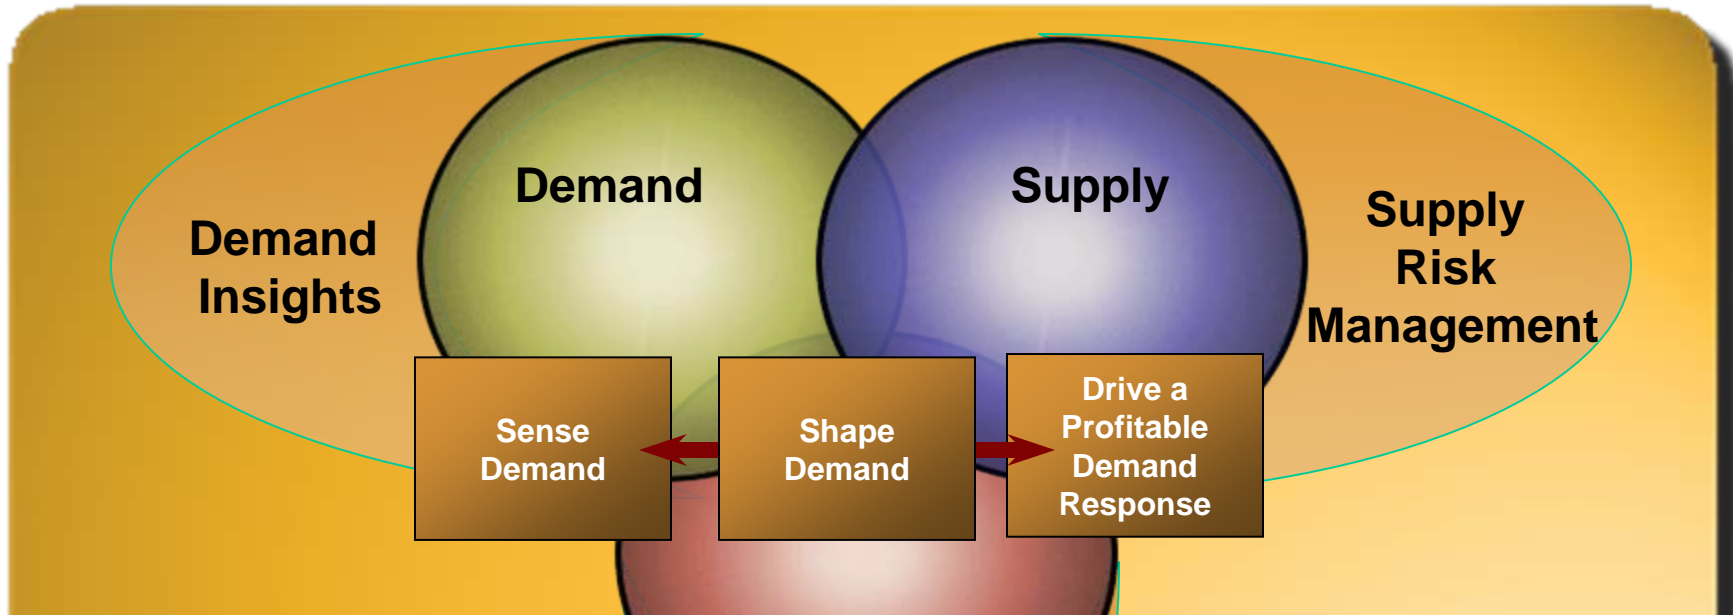 Demand
Supply
Demand
Insights
Supply
Risk
Management
Sense
Demand
Shape
Demand
Drive a
Profitable
Demand
Response